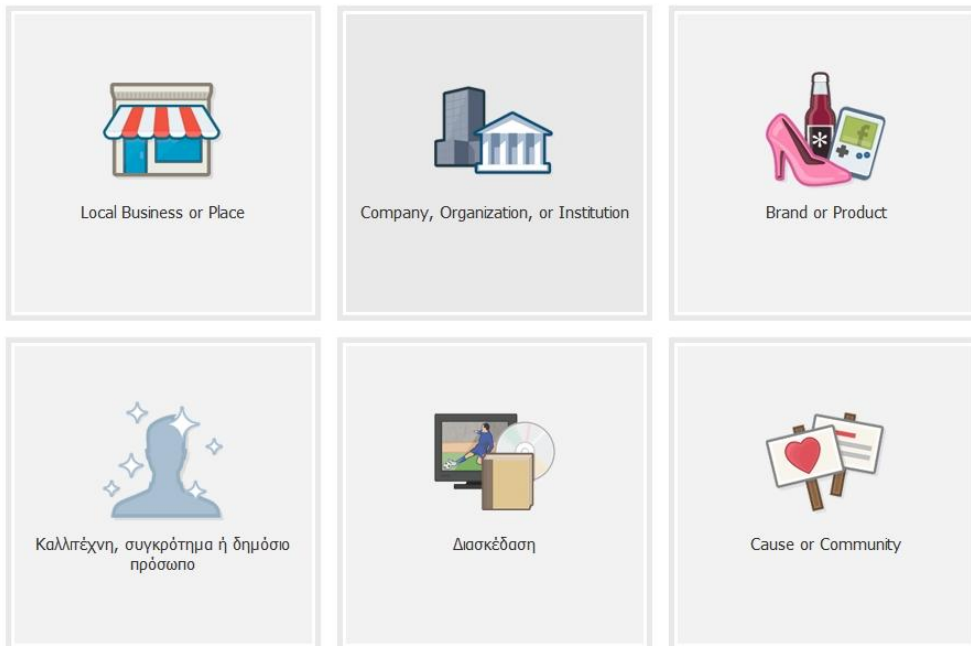 Local Business or Place
Company, Organization, or Institution
Brand or Product
Καλλιτέχνη, συγκρότημα ή δημόσιο
πρόσωπο
Διασκέδαση
Cause or Community